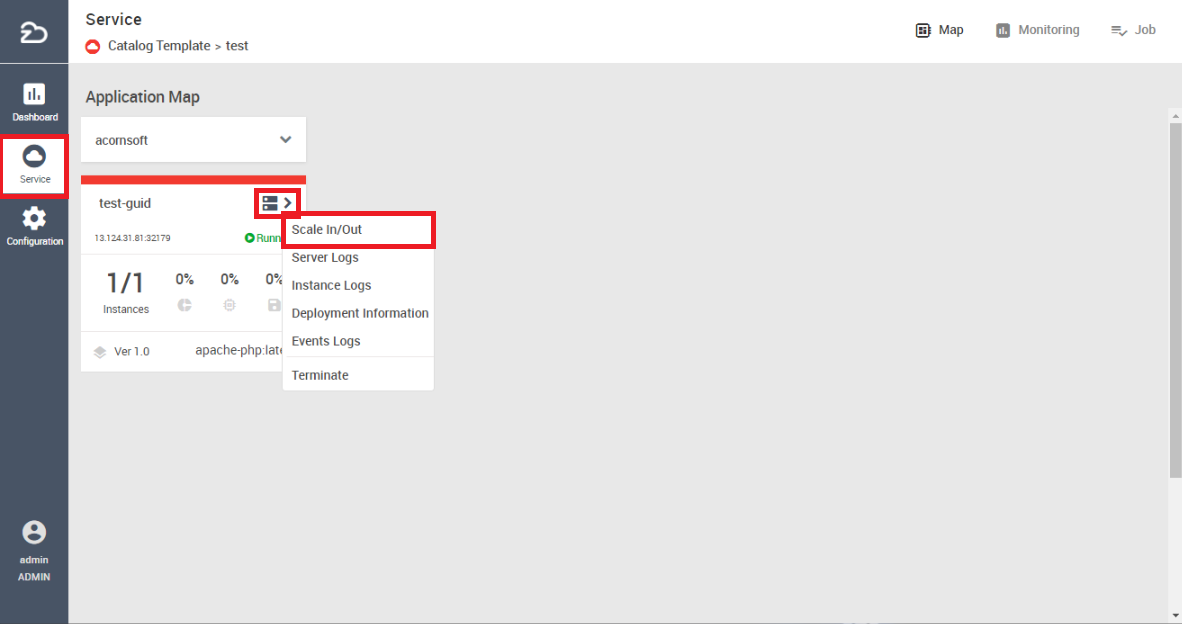 Service
Catalog Template > test
Map
Monitoring
Job
Dashboard
Service
Configuration
admin
ADMIN
Application Map
acornsoft
test-guid
13.124.31.81:32179
Runn
1/1
Instances
0%
0%
0%
Ver 1.0
apache-php:late
Scale In/Out
Server Logs
Instance Logs
Deployment Information
Events Logs
Terminate